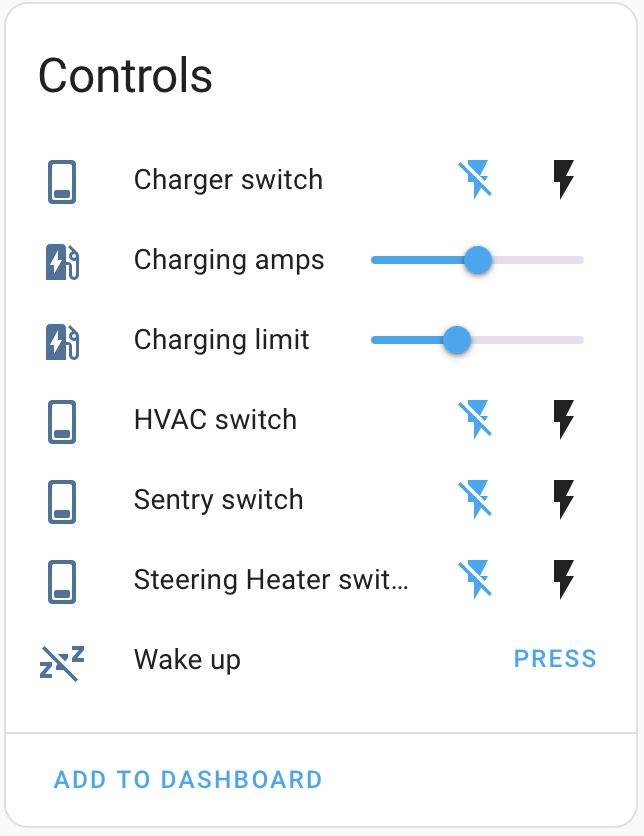 Controls
Charger switch
Charging amps
Charging limit
HVAC switch
Sentry switch
Steering Heater swit...
Wake up PRESS
ADD TO DASHBOARD